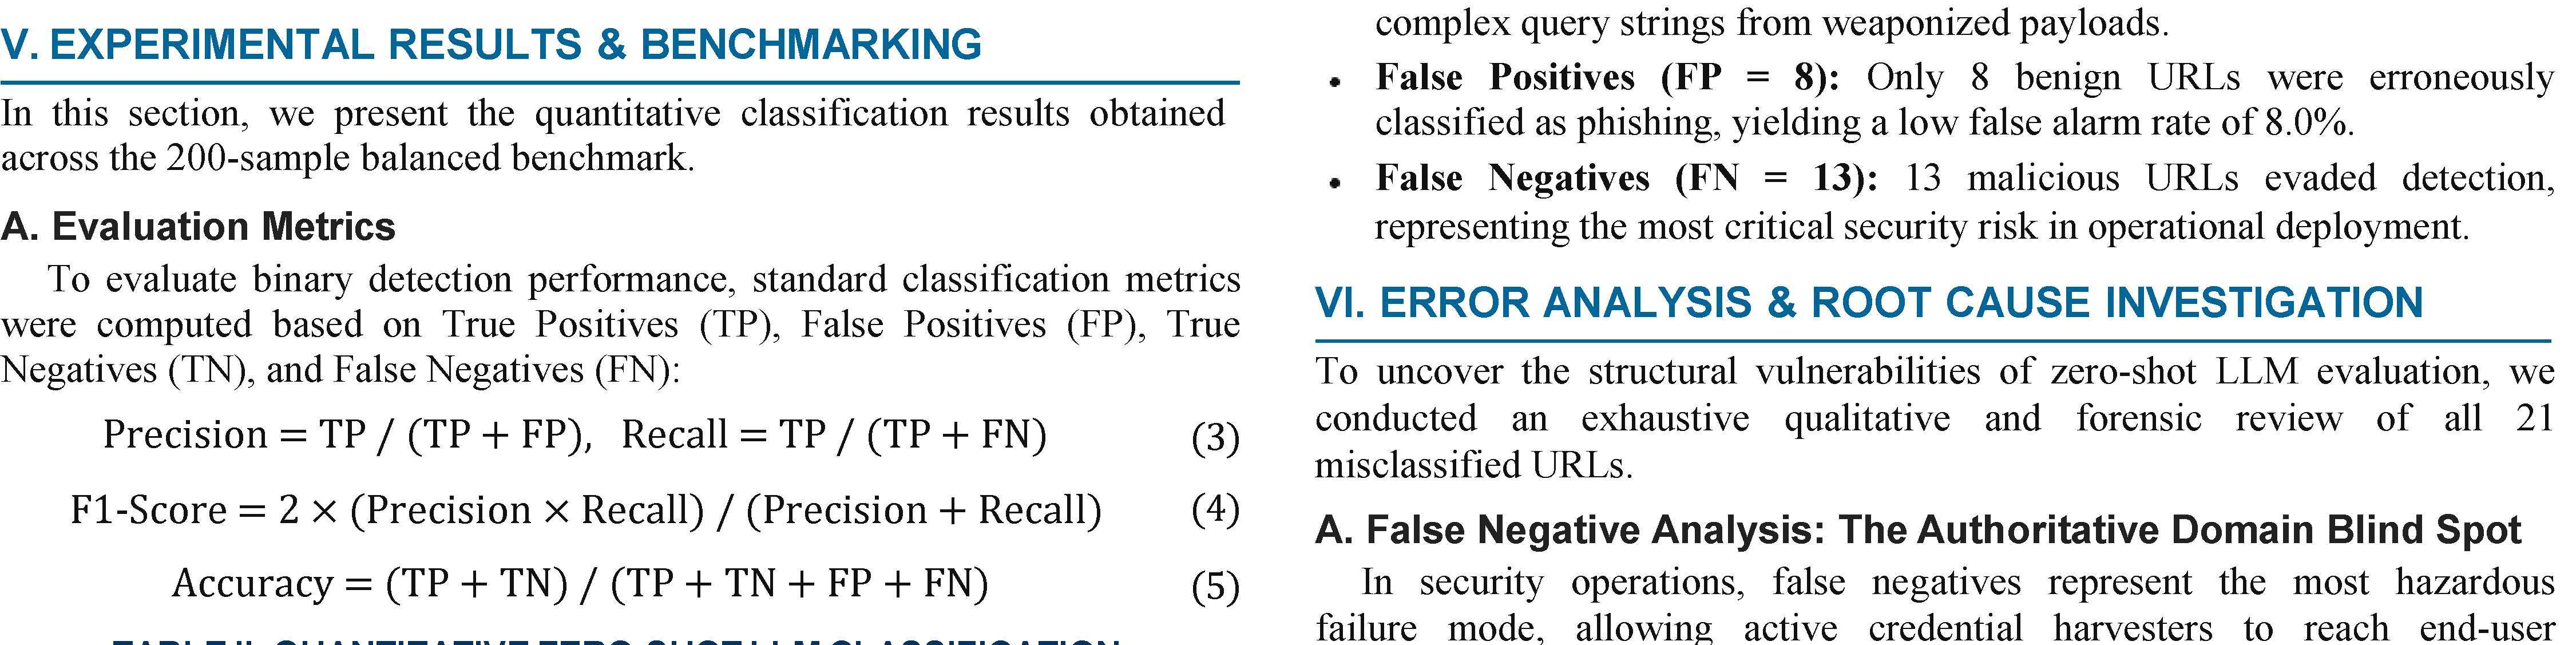 V. EXPERIMENTAL RESULTS & BENCHMARKING
In this section, we present the quantitative classification results obtained
across the 200-sample balanced benchmark.
A. Evaluation Metrics
To evaluate binary detection performance, standard classification metrics
were computed based on True Positives (TP), False Positives (FP), True
Negatives (TN), and False Negatives (FN):
Precision = TP / (TP + FP), Recall = TP / (TP + FN) (3)
F1-Score = 2 × (Precision × Recall) / (Precision + Recall) (4)
Accuracy = (TP + TN) / (TP + TN + FP + FN) (5)
TABLE II. QUANTITATIVE ZERO-SHOT LLM CLASSIFICATION
complex query strings from weaponized payloads.
• False Positives (FP = 8): Only 8 benign URLs were erroneously
classified as phishing, yielding a low false alarm rate of 8.0%.
• False Negatives (FN = 13): 13 malicious URLs evaded detection,
representing the most critical security risk in operational deployment.
VI. ERROR ANALYSIS & ROOT CAUSE INVESTIGATION
To uncover the structural vulnerabilities of zero-shot LLM evaluation, we
conducted an exhaustive qualitative and forensic review of all 21
misclassified URLs.
A. False Negative Analysis: The Authoritative Domain Blind Spot
In security operations, false negatives represent the most hazardous
failure mode, allowing active credential harvesters to reach end-user